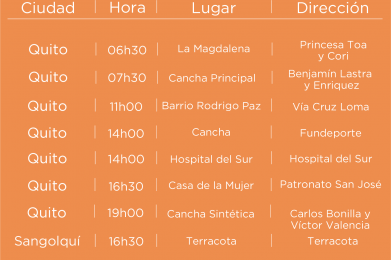 Ciudad | Hora | Lugar | Dirección
Quito | 06h30 | La Magdalena | Princesa Toa
y Cori
Quito | 07h30 | Cancha Principal | Benjamín Lastra
y Enriquez
Quito | 11h00 | Barrio Rodrigo Paz | Vía Cruz Loma
Quito | 14h00 | Cancha | Fundeporte
Quito | 14h00 | Hospital del Sur | Hospital del Sur
Quito | 16h30 | Casa de la Mujer | Patronato San José
Quito | 19h00 | Cancha Sintética | Carlos Bonilla y
Víctor Valencia
Sangolquí | 16h30 | Terracota | Terracota